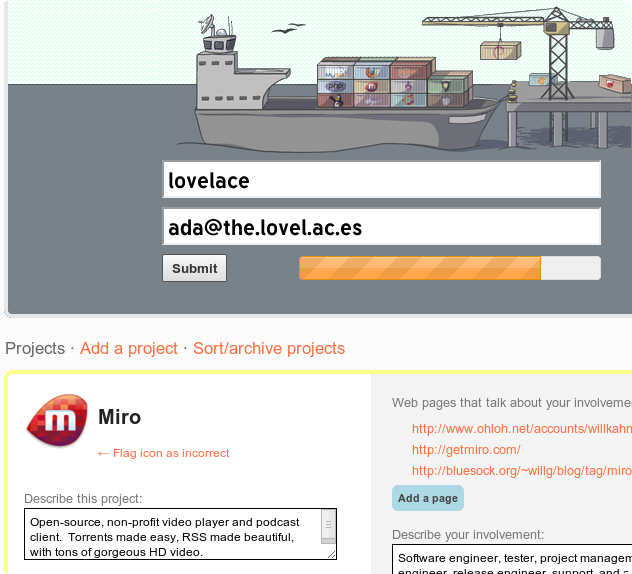 php
lovelace
ada@the.lovel.ac.es
Submit
Projects · Add a project · Sort/archive projects
m
Miro
← Flag icon as incorrect
Describe this project:
Open-source, non-profit video player and podcast
client. Torrents made easy, RSS made beautiful,
with tons of gorgeous HD video.
Web pages that talk about your involveme
http://www.ohloh.net/accounts/willkahn
http://getmiro.com/
http://bluesock.org/~willg/blog/tag/miro
Add a page
Describe your involvement:
Software engineer, tester, project managem
engineer, release engineer, support, and